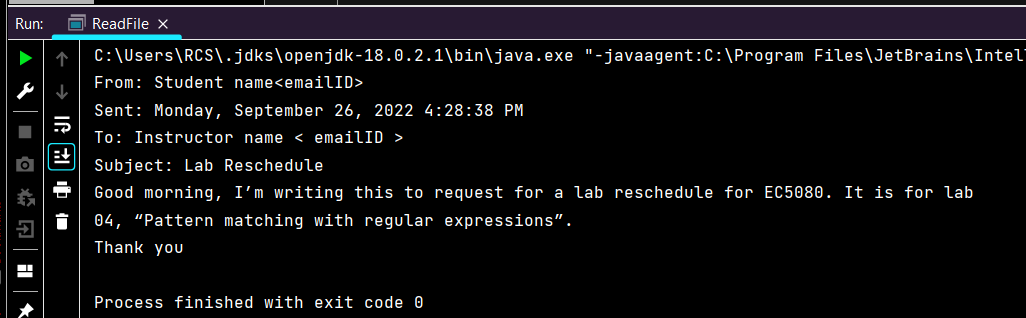 Run: ReadFile ×
C:\Users\RCS\.jdks\openjdk-18.0.2.1\bin\java.exe "-javaagent:C:\Program Files\JetBrains\Intel
From: Student name<emailID>
Sent: Monday, September 26, 2022 4:28:38 PM
To: Instructor name < emailID >
Subject: Lab Reschedule
Good morning, I’m writing this to request for a lab reschedule for EC5080. It is for lab
04, “Pattern matching with regular expressions”.
Thank you
Process finished with exit code 0